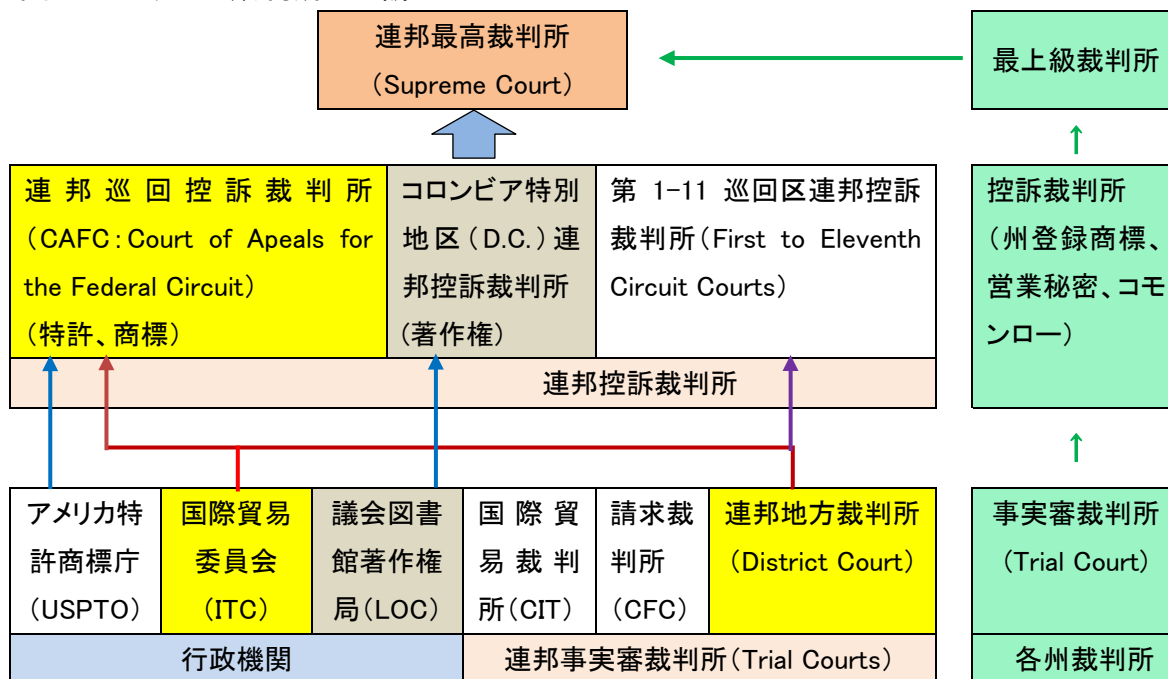 連邦最高裁判所
（Supreme Court）
最上級裁判所
連邦巡回控訴裁判所
（CAFC：Court of Apeals for
the Federal Circuit）
（特許、商標）
コロンビア特別
地区（D.C.）連
邦控訴裁判所
（著作権）
第 1-11 巡回区連邦控訴
裁判所（First to Eleventh
Circuit Courts）
控訴裁判所
（州登録商標、
営業秘密、コモ
ンロー）
連邦控訴裁判所
アメリカ特
許商標庁
（USPTO）
国際貿易
委員会
（ITC）
議会図書
館著作権
局（LOC）
国際貿
易裁判
所（CIT）
請求裁
判所
（CFC）
連邦地方裁判所
（District Court）
事実審裁判所
（Trial Court）
行政機関
連邦事実審裁判所（Trial Courts）
各州裁判所